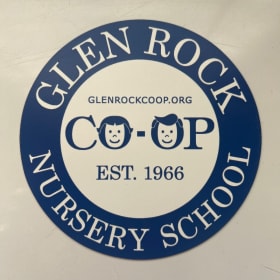 GLEN ROCK
GLENROCKCOOP.ORG
CO-OP
EST. 1966
NURSERY SCHOOL